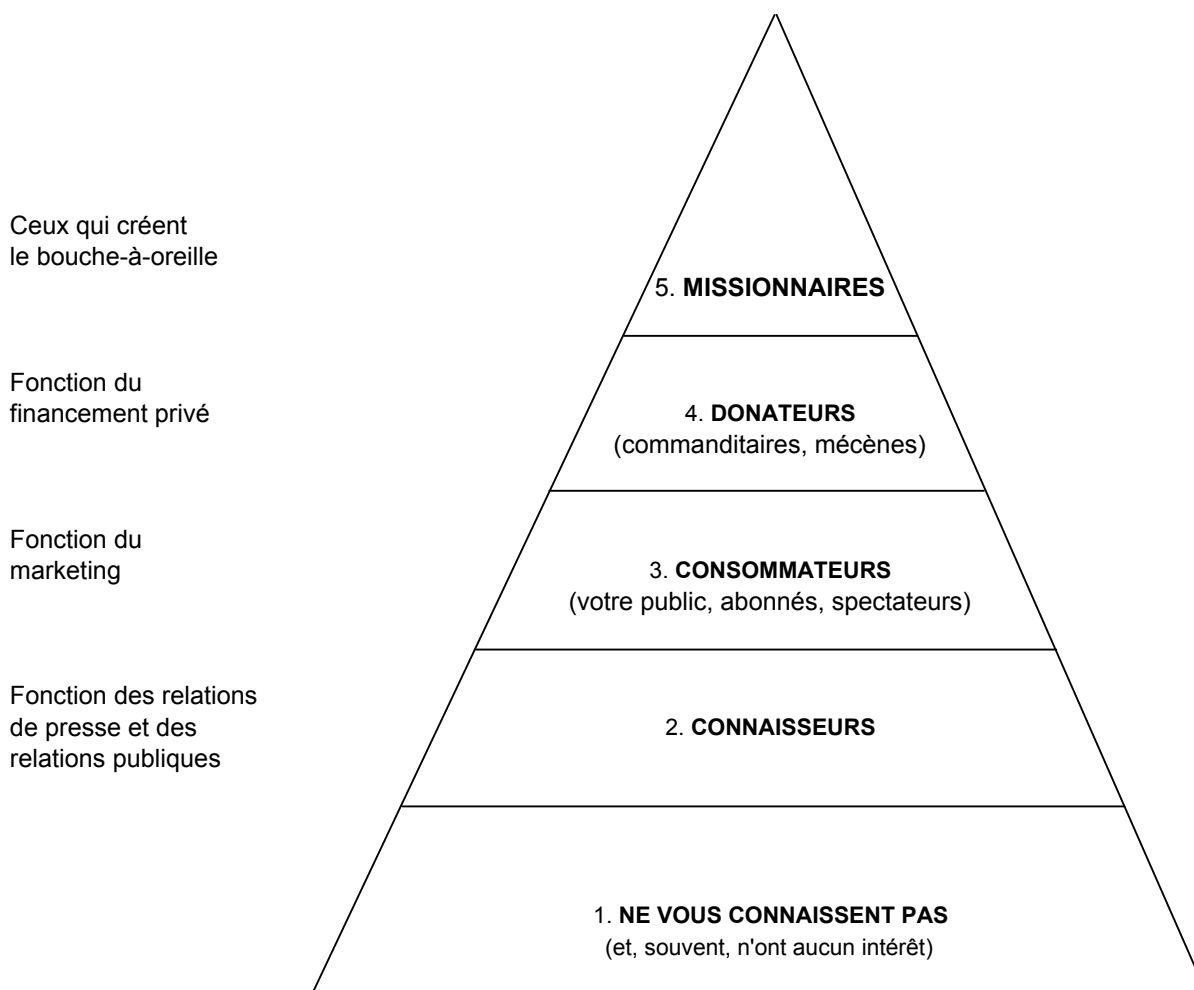 Ceux qui créent
le bouche-à-oreille
5. MISSIONNAIRES
Fonction du
financement privé
4. DONATEURS
(commanditaires, mécènes)
Fonction du
marketing
3. CONSOMMATEURS
(votre public, abonnés, spectateurs)
Fonction des relations
de presse et des
relations publiques
2. CONNAISSEURS
1. NE VOUS CONNAISSENT PAS
(et, souvent, n'ont aucun intérêt)